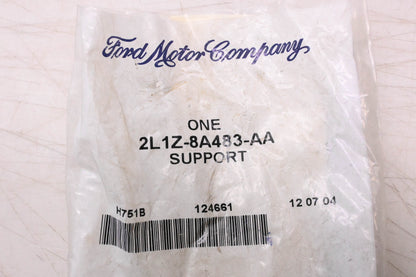 Ford Motor Company
ONE
2L1Z-8A483-AA
SUPPORT
H751B 124661 12 07 04